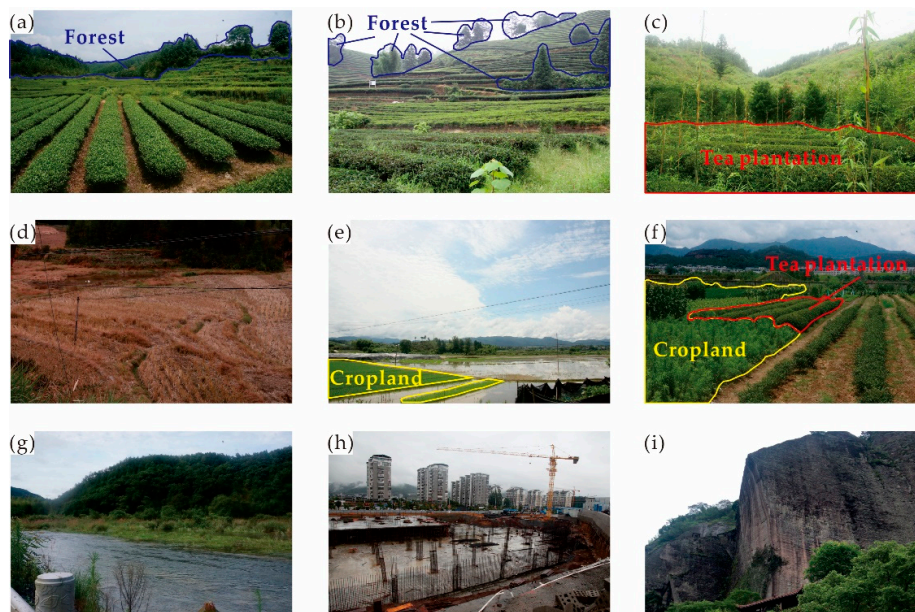 (a)
Forest
(b)
Forest
(c)
Tea plantation
(d)
(e)
Cropland
(f)
Tea plantation
Cropland
(g)
(h)
(i)